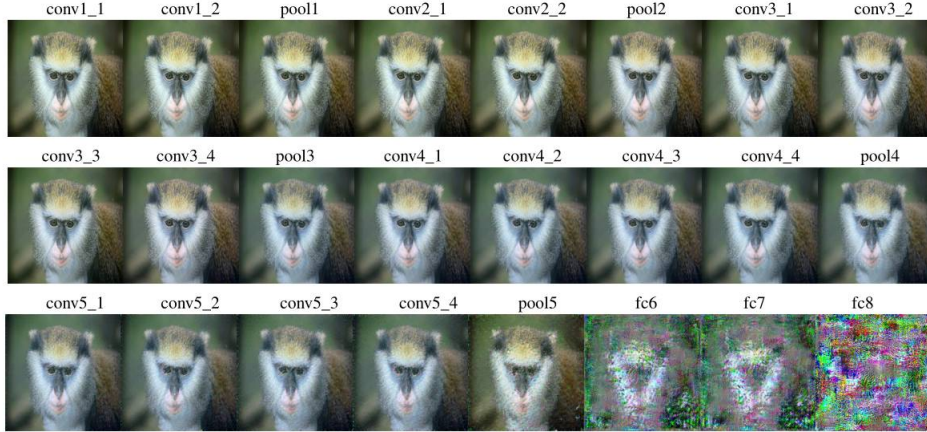 conv1_1 conv1_2 pool1 conv2_1 conv2_2 pool2 conv3_1 conv3_2
conv3_3 conv3_4 pool3 conv4_1 conv4_2 conv4_3 conv4_4 pool4
conv5_1 conv5_2 conv5_3 conv5_4 pool5 fc6 fc7 fc8